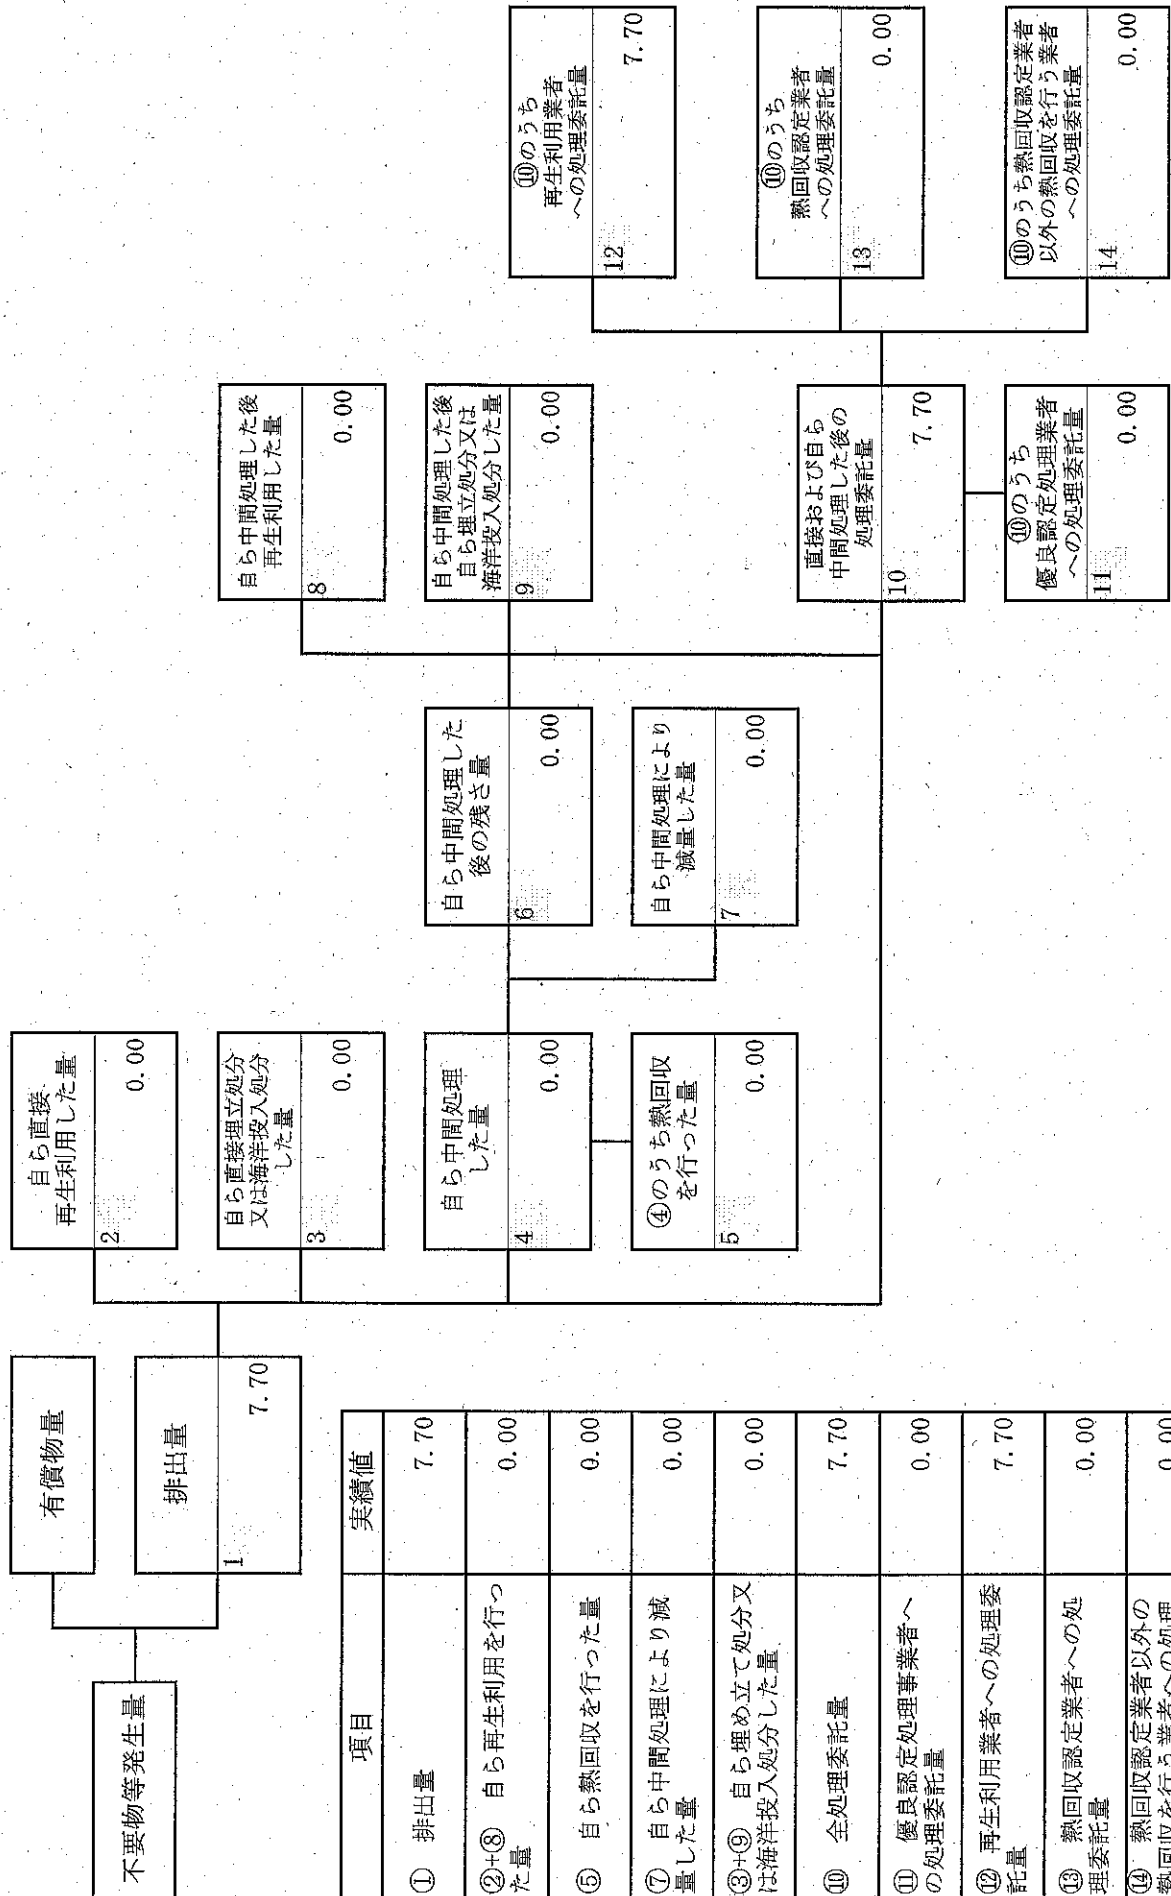 不要物等発生量
有償物量
排出量
1
7.70
自ら直接
再生利用した量
2
0.00
自ら直接埋立処分
又は海洋投入処分
した量
3
0.00
自ら中間処理
した量
4
0.00
④のうち熱回収
を行った量
5
0.00
自ら中間処理した
後の残さ量
6
0.00
自ら中間処理により
減量した量
7
0.00
自ら中間処理した後
再生利用した量
8
0.00
自ら中間処理した後
自ら埋立処分又は
海洋投入処分した量
9
0.00
直接および自ら
中間処理した後の
処理委託量
10
7.70
⑩のうち
優良認定処理業者
への処理委託量
11
0.00
⑩のうち
再生利用業者
への処理委託量
12
7.70
⑩のうち
熱回収認定業者
への処理委託量
13
0.00
⑩のうち熱回収認定業者
以外の熱回収を行う業者
への処理委託量
14
0.00
項目 実績値
① 排出量 7.70
②+⑧ 自ら再生利用を行っ
た量 0.00
⑤ 自ら熱回収を行った量 0.00
⑦ 自ら中間処理により減
量した量 0.00
③+⑨ 自ら埋め立て処分又
は海洋投入処分した量 0.00
⑩ 全処理委託量 7.70
⑪ 優良認定処理事業者へ
の処理委託量 0.00
⑫ 再生利用業者への処理委
託量 7.70
⑬ 熱回収認定業者への処
理委託量 0.00
⑭ 熱回収認定業者以外の
熱回収を行う業者への処理 0.00